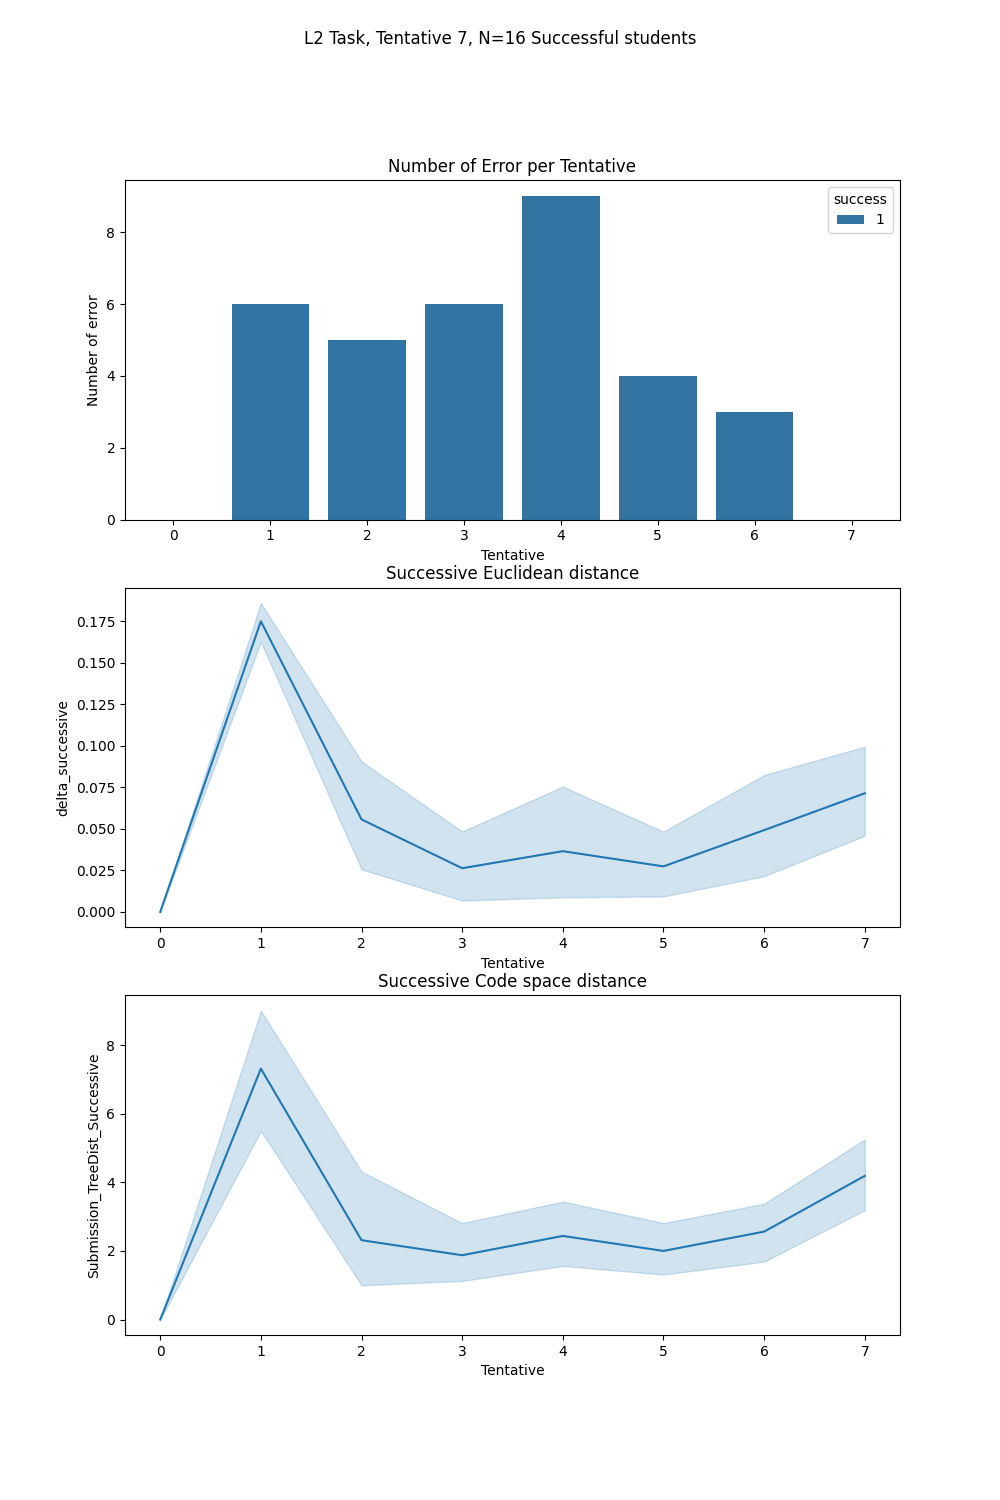 L2 Task, Tentative 7, N=16 Successful students
Number of Error per Tentative
success
1
8
6
4
2
0
Number of error
0 1 2 3 4 5 6 7
Tentative
Successive Euclidean distance
0.175
0.150
0.125
0.100
0.075
0.050
0.025
0.000
delta_successive
0 1 2 3 4 5 6 7
Tentative
Successive Code space distance
8
6
4
2
0
Submission_TreeDist_Successive
0 1 2 3 4 5 6 7
Tentative